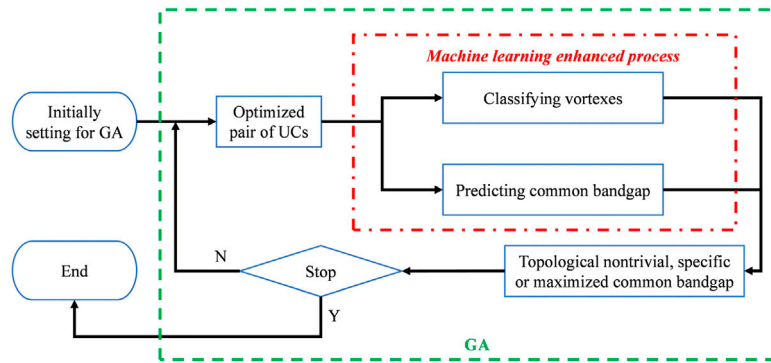 Machine learning enhanced process
Initially
setting for GA
Optimized
pair of UCs
Classifying vortexes
Predicting common bandgap
End
N
Stop
Topological nontrivial, specific
or maximized common bandgap
Y
GA